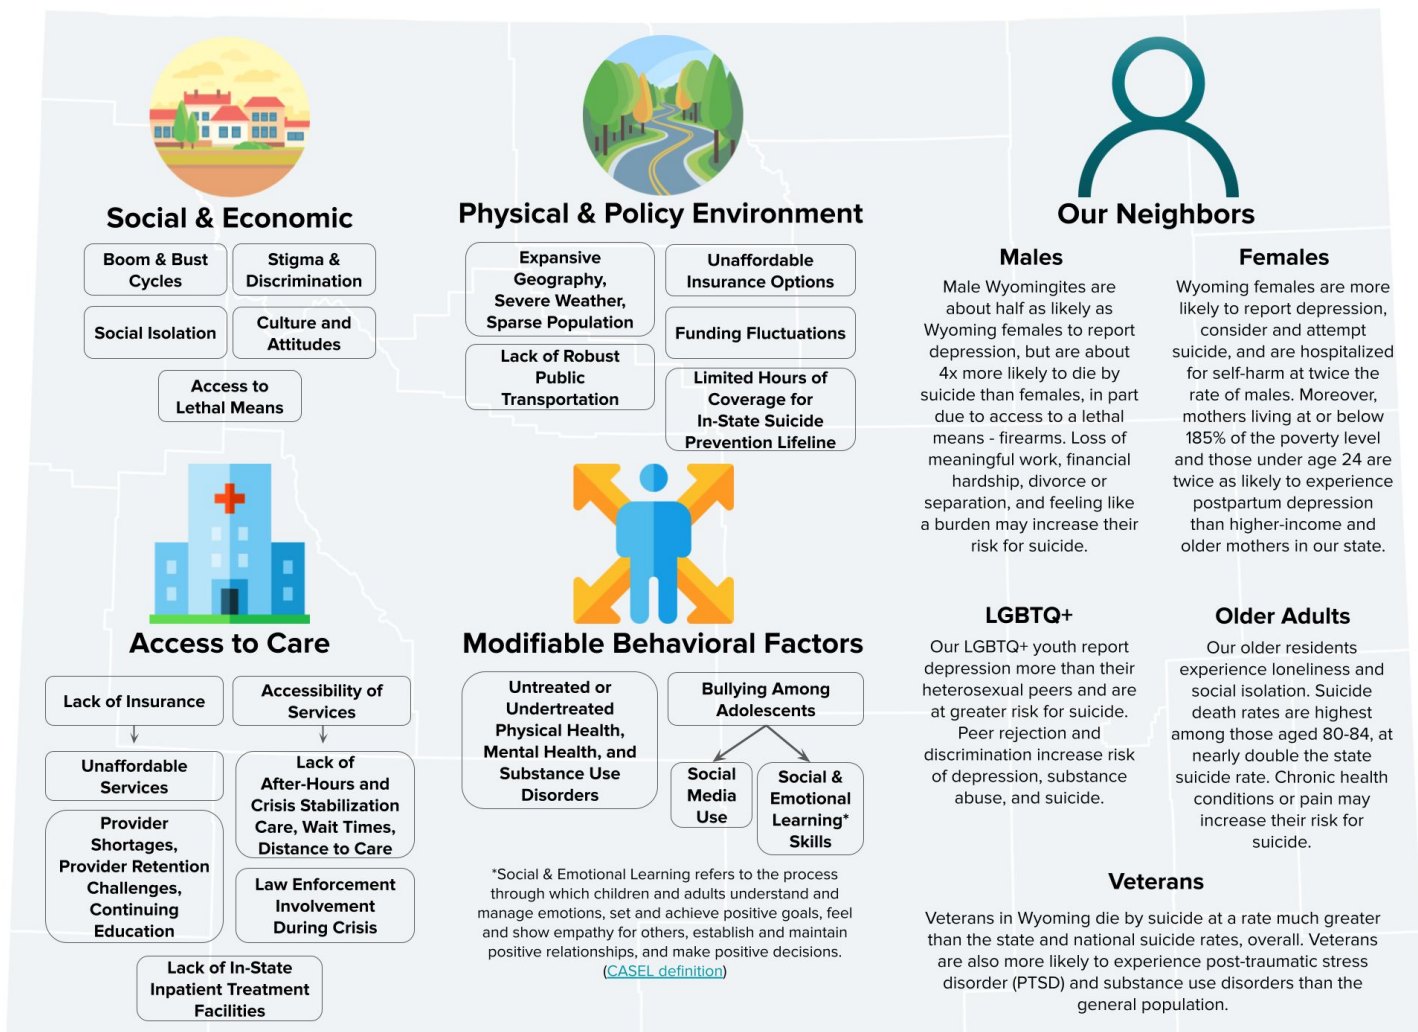 Social & Economic
Boom & Bust
Cycles
Stigma &
Discrimination
Social Isolation
Culture and
Attitudes
Access to
Lethal Means
Physical & Policy Environment
Expansive
Geography,
Severe Weather,
Sparse Population
Unaffordable
Insurance Options
Funding Fluctuations
Lack of Robust
Public
Transportation
Limited Hours of
Coverage for
In-State Suicide
Prevention Lifeline
Access to Care
Lack of Insurance
Accessibility of
Services
Unaffordable
Services
Lack of
After-Hours and
Crisis Stabilization
Care, Wait Times,
Distance to Care
Provider
Shortages,
Provider Retention
Challenges,
Continuing
Education
Law Enforcement
Involvement
During Crisis
Lack of In-State
Inpatient Treatment
Facilities
Modifiable Behavioral Factors
Untreated or
Undertreated
Physical Health,
Mental Health, and
Substance Use
Disorders
Bullying Among
Adolescents
Social
Media
Use
Social &
Emotional
Learning*
Skills
*Social & Emotional Learning refers to the process
through which children and adults understand and
manage emotions, set and achieve positive goals, feel
and show empathy for others, establish and maintain
positive relationships, and make positive decisions.
(CASEL definition)
Our Neighbors
Males
Male Wyomingites are
about half as likely as
Wyoming females to report
depression, but are about
4x more likely to die by
suicide than females, in part
due to access to a lethal
means - firearms. Loss of
meaningful work, financial
hardship, divorce or
separation, and feeling like
a burden may increase their
risk for suicide.
Females
Wyoming females are more
likely to report depression,
consider and attempt
suicide, and are hospitalized
for self-harm at twice the
rate of males. Moreover,
mothers living at or below
185% of the poverty level
and those under age 24 are
twice as likely to experience
postpartum depression
than higher-income and
older mothers in our state.
LGBTQ+
Our LGBTQ+ youth report
depression more than their
heterosexual peers and are
at greater risk for suicide.
Peer rejection and
discrimination increase risk
of depression, substance
abuse, and suicide.
Older Adults
Our older residents
experience loneliness and
social isolation. Suicide
death rates are highest
among those aged 80-84, at
nearly double the state
suicide rate. Chronic health
conditions or pain may
increase their risk for
suicide.
Veterans
Veterans in Wyoming die by suicide at a rate much greater
than the state and national suicide rates, overall. Veterans
are also more likely to experience post-traumatic stress
disorder (PTSD) and substance use disorders than the
general population.